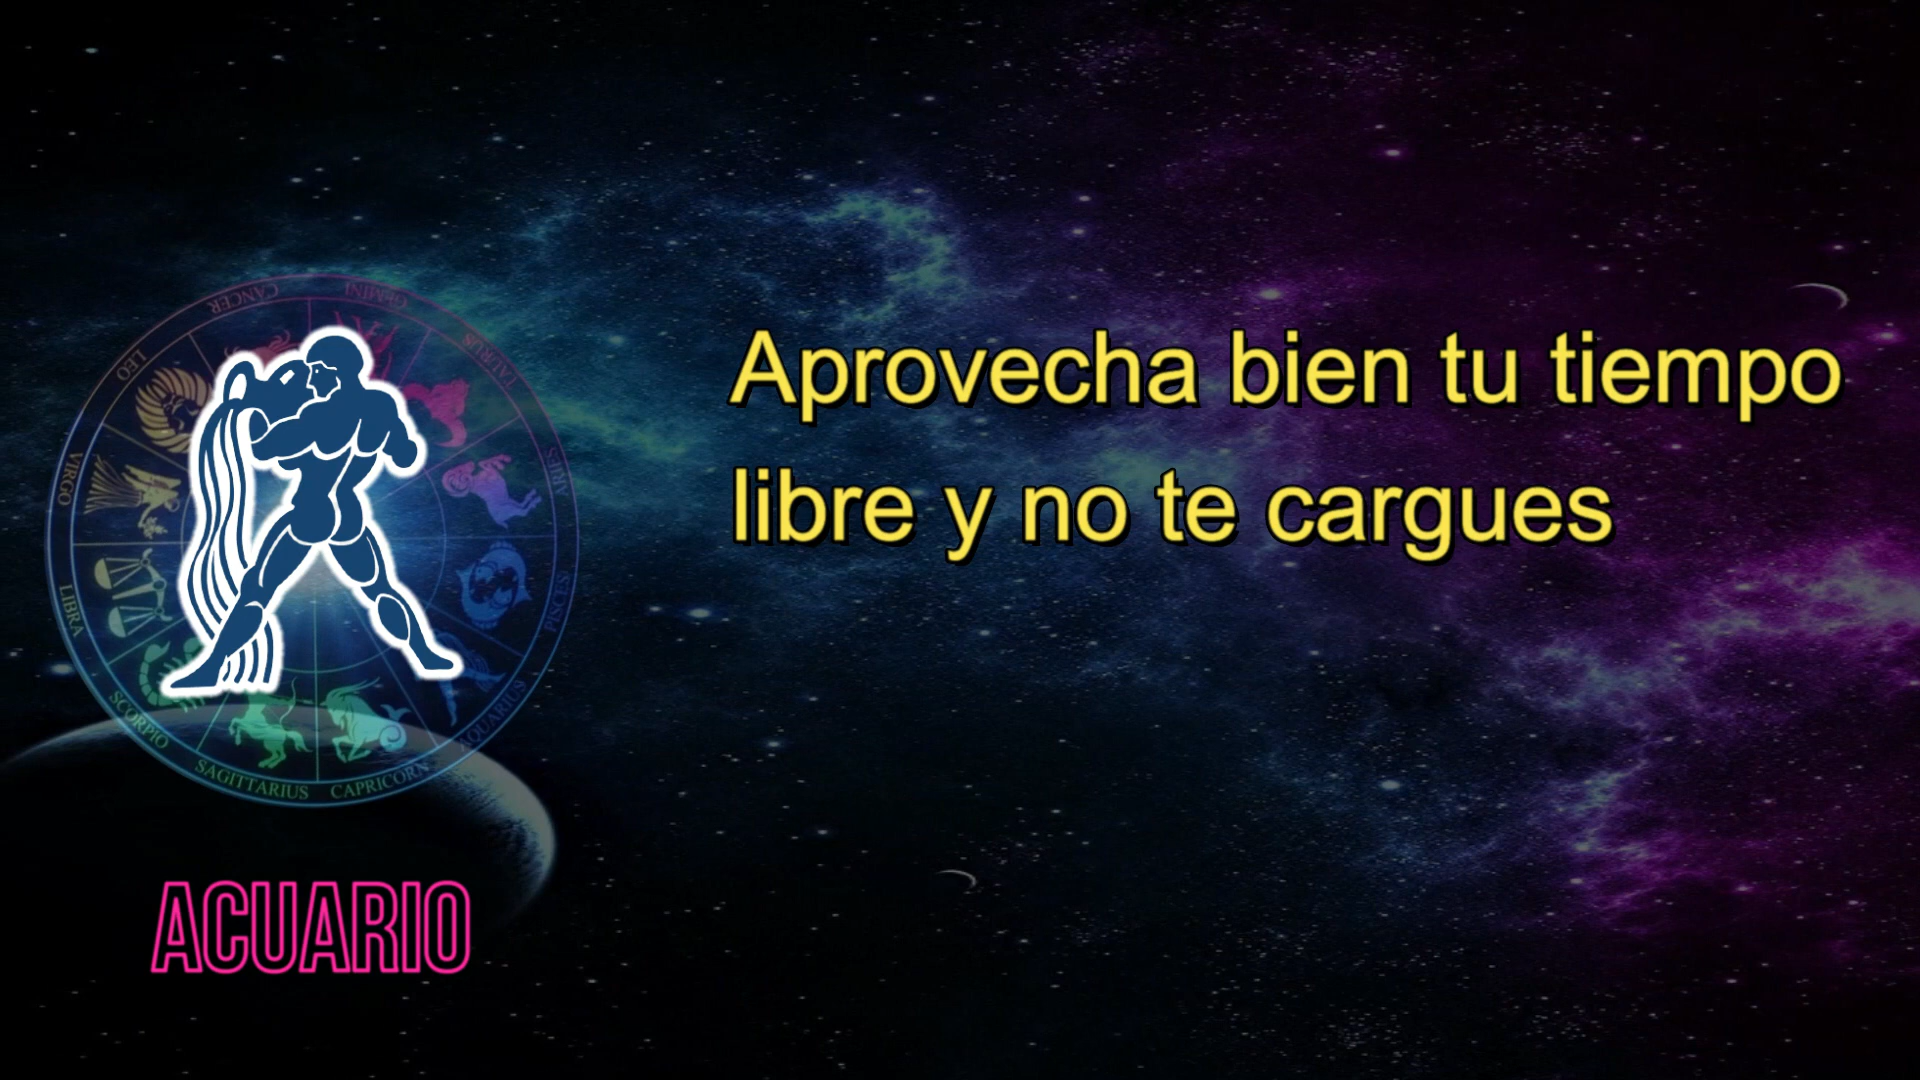 Aprovecha bien tu tiempo
libre y no te cargues
CANCER
GEMINI
LEO
TAURUS
VIRGO
ARIES
LIBRA
PISCES
SCORPIO
AQUARIUS
SAGITTARIUS
CAPRICORN
ACUARIO